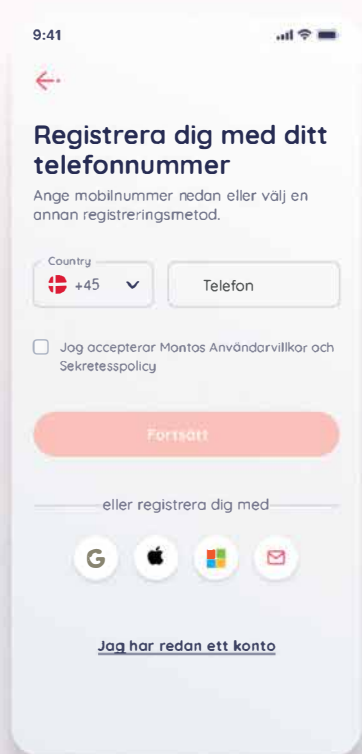 9:41
Registrera dig med ditt
telefonnummer
Ange mobilnummer nedan eller välj en
annan registreringsmetod.
Country
+45
Telefon
Jag accepterar Montos Användarvillkor och
Sekretesspolicy
Fortsätt
eller registrera dig med
G
Jag har redan ett konto